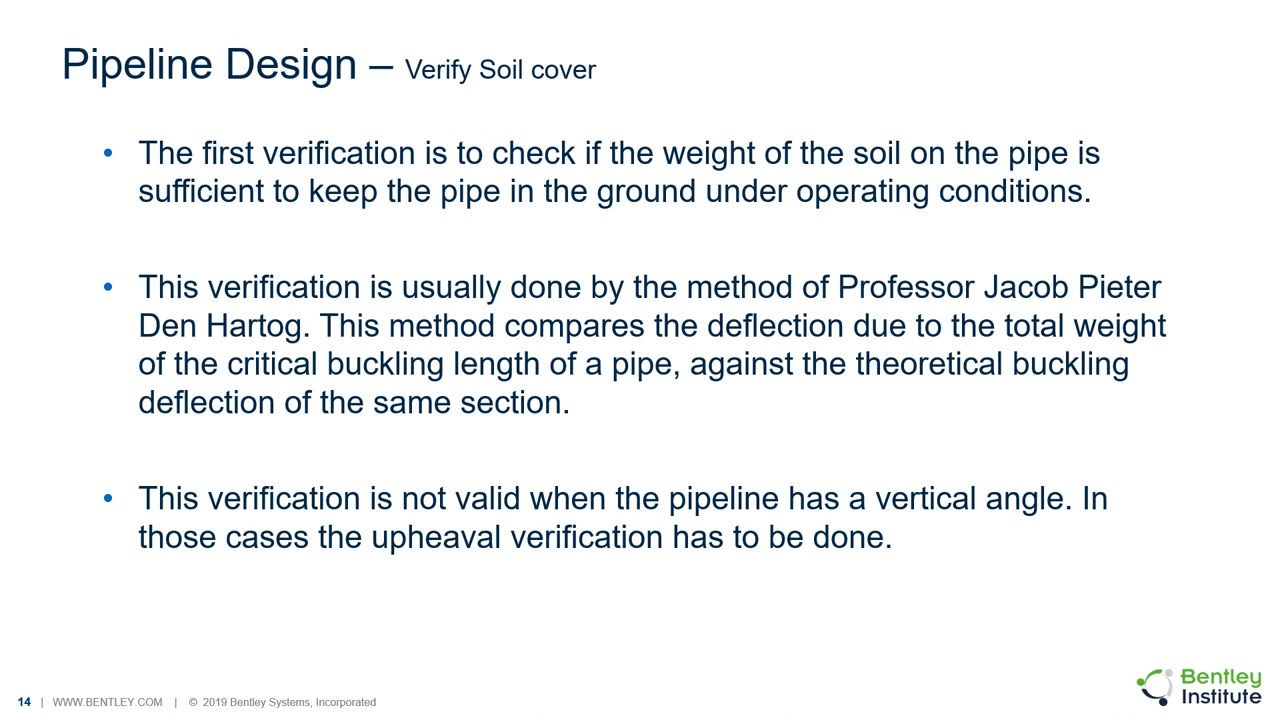 Pipeline Design – Verify Soil cover
• The first verification is to check if the weight of the soil on the pipe is
sufficient to keep the pipe in the ground under operating conditions.
• This verification is usually done by the method of Professor Jacob Pieter
Den Hartog. This method compares the deflection due to the total weight
of the critical buckling length of a pipe, against the theoretical buckling
deflection of the same section.
• This verification is not valid when the pipeline has a vertical angle. In
those cases the upheaval verification has to be done.
14 | WWW.BENTLEY.COM | © 2019 Bentley Systems, Incorporated
Bentley
Institute